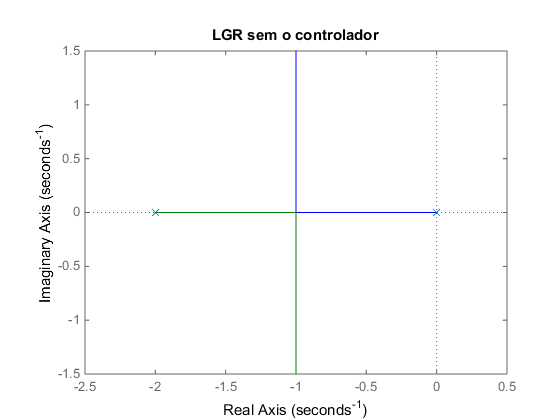 LGR sem o controlador
1.5
1
0.5
0
-0.5
-1
-1.5
Imaginary Axis (seconds-1)
-2.5 -2 -1.5 -1 -0.5 0 0.5
Real Axis (seconds-1)